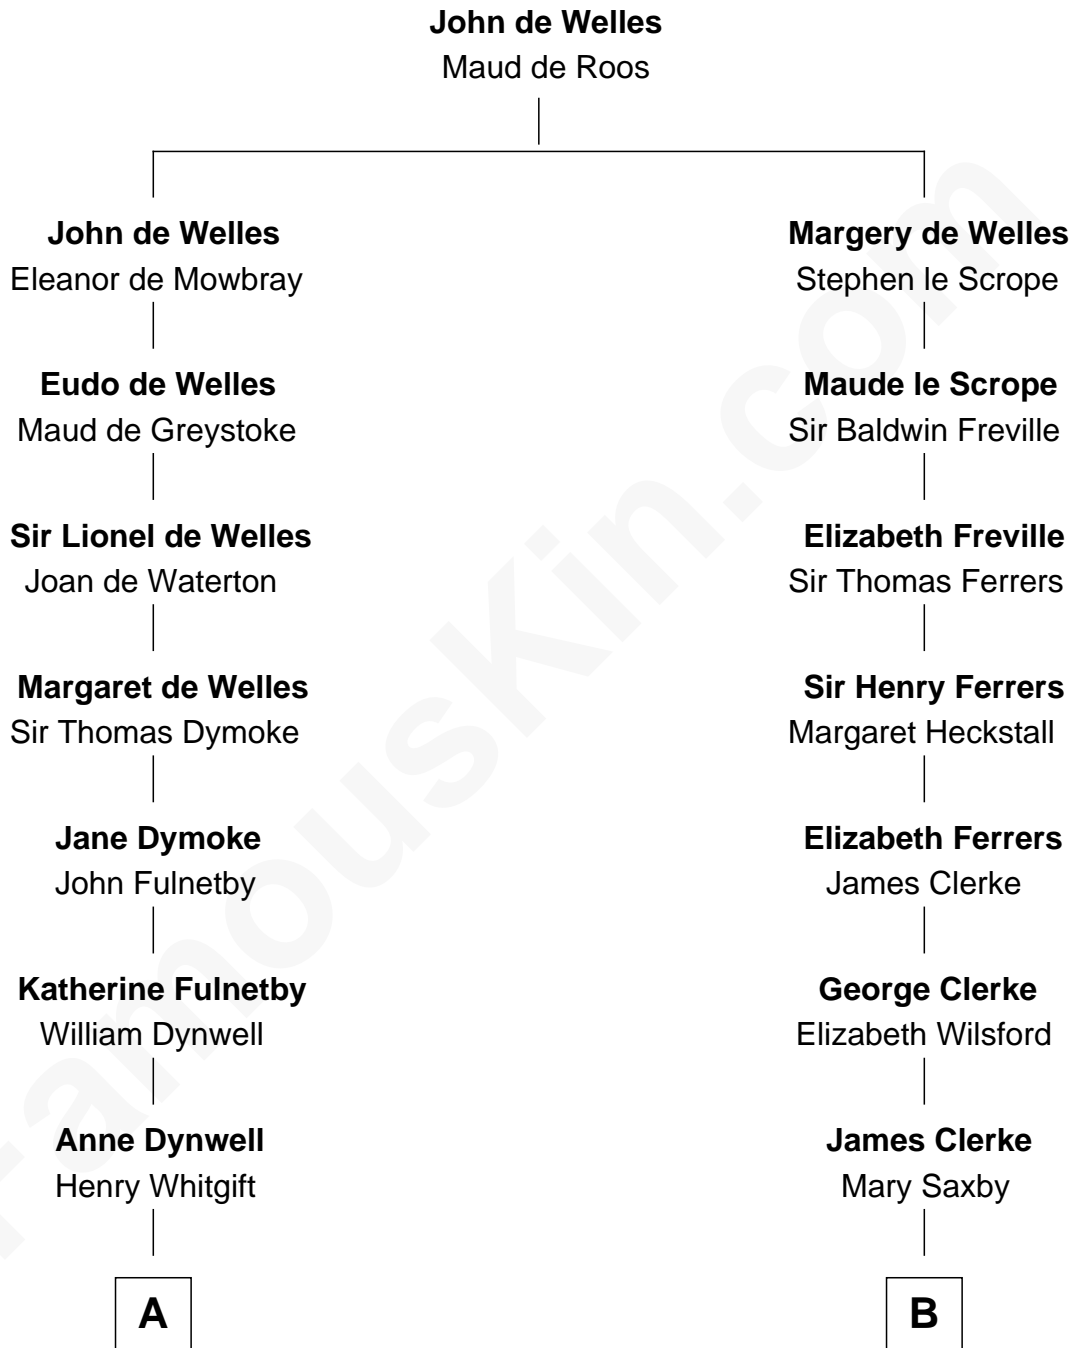 John de Welles
Maud de Roos
John de Welles
Eleanor de Mowbray
Margery de Welles
Stephen le Scrope
Eudo de Welles
Maud de Greystoke
Maude le Scrope
Sir Baldwin Freville
Sir Lionel de Welles
Joan de Waterton
Elizabeth Freville
Sir Thomas Ferrers
Margaret de Welles
Sir Thomas Dymoke
Sir Henry Ferrers
Margaret Heckstall
Jane Dymoke
John Fulnetby
Elizabeth Ferrers
James Clerke
Katherine Fulnetby
William Dynwell
George Clerke
Elizabeth Wilsford
Anne Dynwell
Henry Whitgift
James Clerke
Mary Saxby
A
B
FamousKin.com